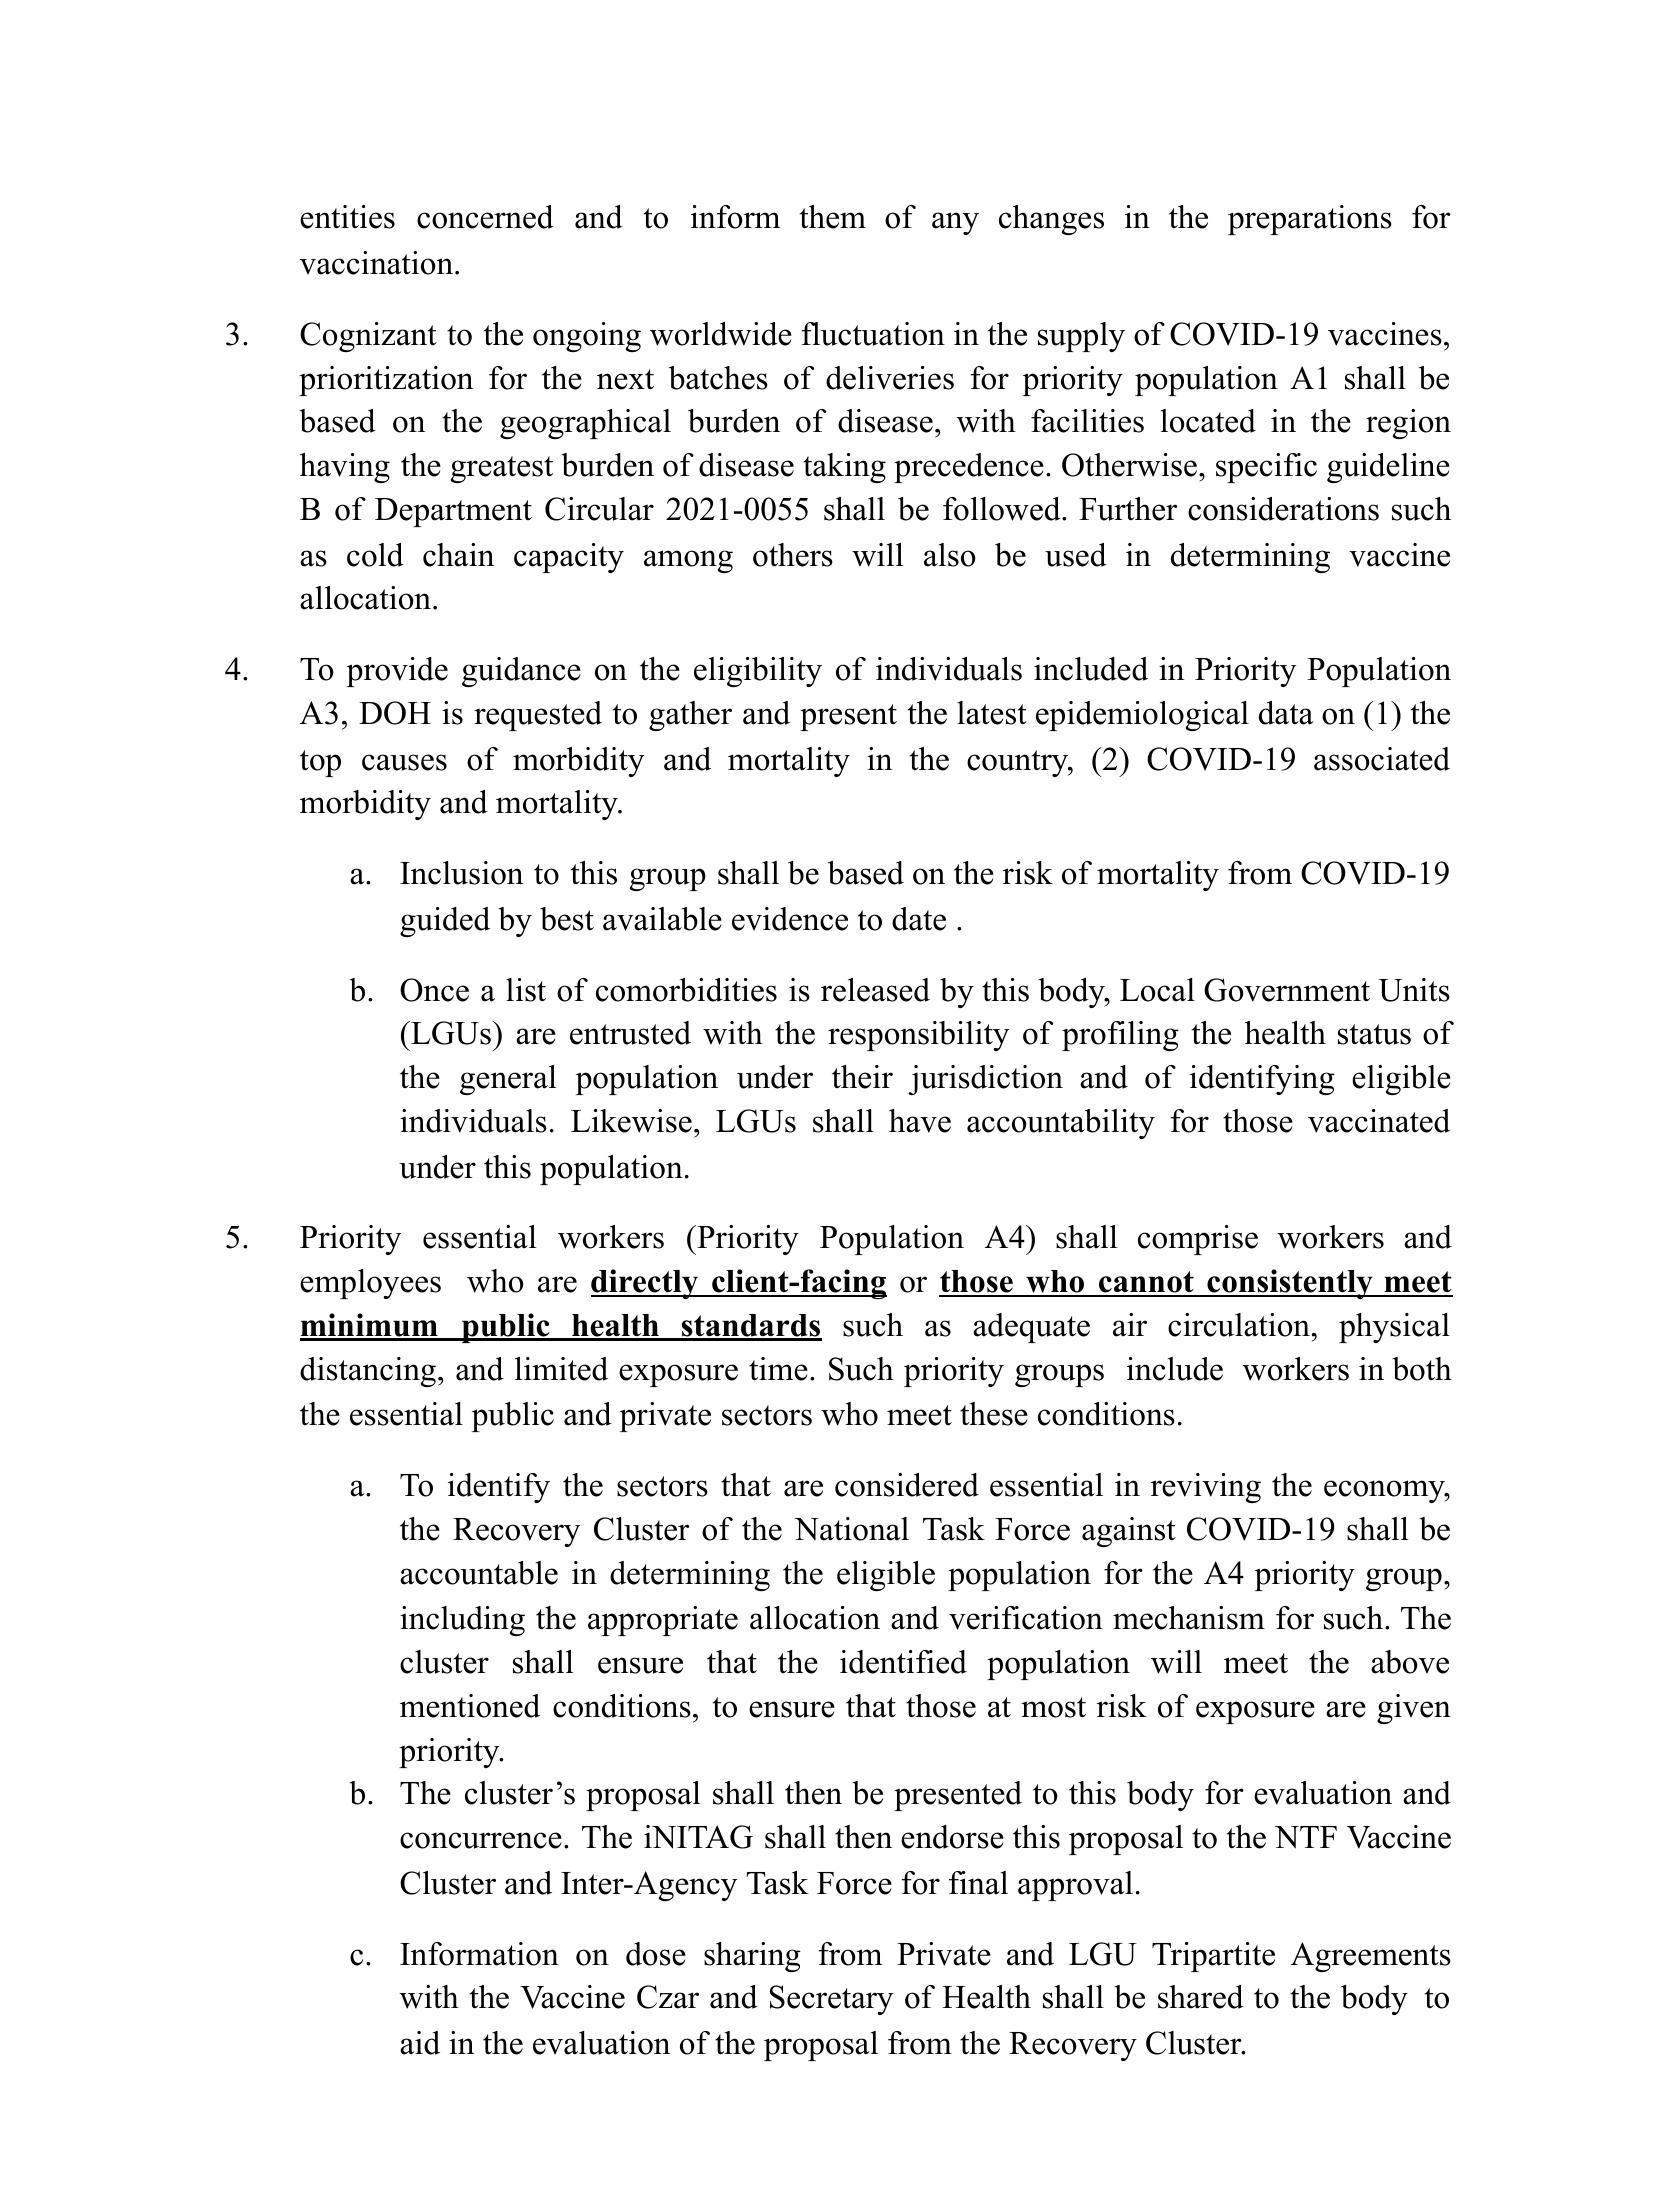 entities concerned and to inform them of any changes in the preparations for
vaccination.
3. Cognizant to the ongoing worldwide fluctuation in the supply of COVID-19 vaccines,
prioritization for the next batches of deliveries for priority population A1 shall be
based on the geographical burden of disease, with facilities located in the region
having the greatest burden of disease taking precedence. Otherwise, specific guideline
B of Department Circular 2021-0055 shall be followed. Further considerations such
as cold chain capacity among others will also be used in determining vaccine
allocation.
4. To provide guidance on the eligibility of individuals included in Priority Population
A3, DOH is requested to gather and present the latest epidemiological data on (1) the
top causes of morbidity and mortality in the country, (2) COVID-19 associated
morbidity and mortality.
a. Inclusion to this group shall be based on the risk of mortality from COVID-19
guided by best available evidence to date .
b. Once a list of comorbidities is released by this body, Local Government Units
(LGUs) are entrusted with the responsibility of profiling the health status of
the general population under their jurisdiction and of identifying eligible
individuals. Likewise, LGUs shall have accountability for those vaccinated
under this population.
5. Priority essential workers (Priority Population A4) shall comprise workers and
employees who are directly client-facing or those who cannot consistently meet
minimum public health standards such as adequate air circulation, physical
distancing, and limited exposure time. Such priority groups include workers in both
the essential public and private sectors who meet these conditions.
a. To identify the sectors that are considered essential in reviving the economy,
the Recovery Cluster of the National Task Force against COVID-19 shall be
accountable in determining the eligible population for the A4 priority group,
including the appropriate allocation and verification mechanism for such. The
cluster shall ensure that the identified population will meet the above
mentioned conditions, to ensure that those at most risk of exposure are given
priority.
b. The cluster’s proposal shall then be presented to this body for evaluation and
concurrence. The iNITAG shall then endorse this proposal to the NTF Vaccine
Cluster and Inter-Agency Task Force for final approval.
c. Information on dose sharing from Private and LGU Tripartite Agreements
with the Vaccine Czar and Secretary of Health shall be shared to the body to
aid in the evaluation of the proposal from the Recovery Cluster.